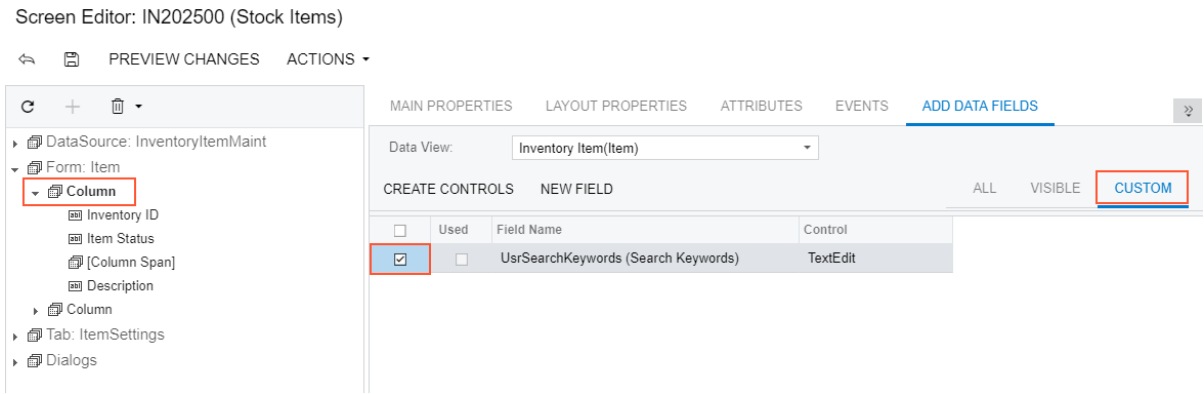 Screen Editor: IN202500 (Stock Items)
PREVIEW CHANGES ACTIONS
DataSource: InventoryItemMaint
Form: Item
Column
Inventory ID
Item Status
[Column Span]
Description
Column
Tab: ItemSettings
Dialogs
MAIN PROPERTIES LAYOUT PROPERTIES ATTRIBUTES EVENTS ADD DATA FIELDS
Data View: Inventory Item(Item)
CREATE CONTROLS NEW FIELD ALL VISIBLE CUSTOM
Used Field Name Control
UsrSearchKeywords (Search Keywords) TextEdit